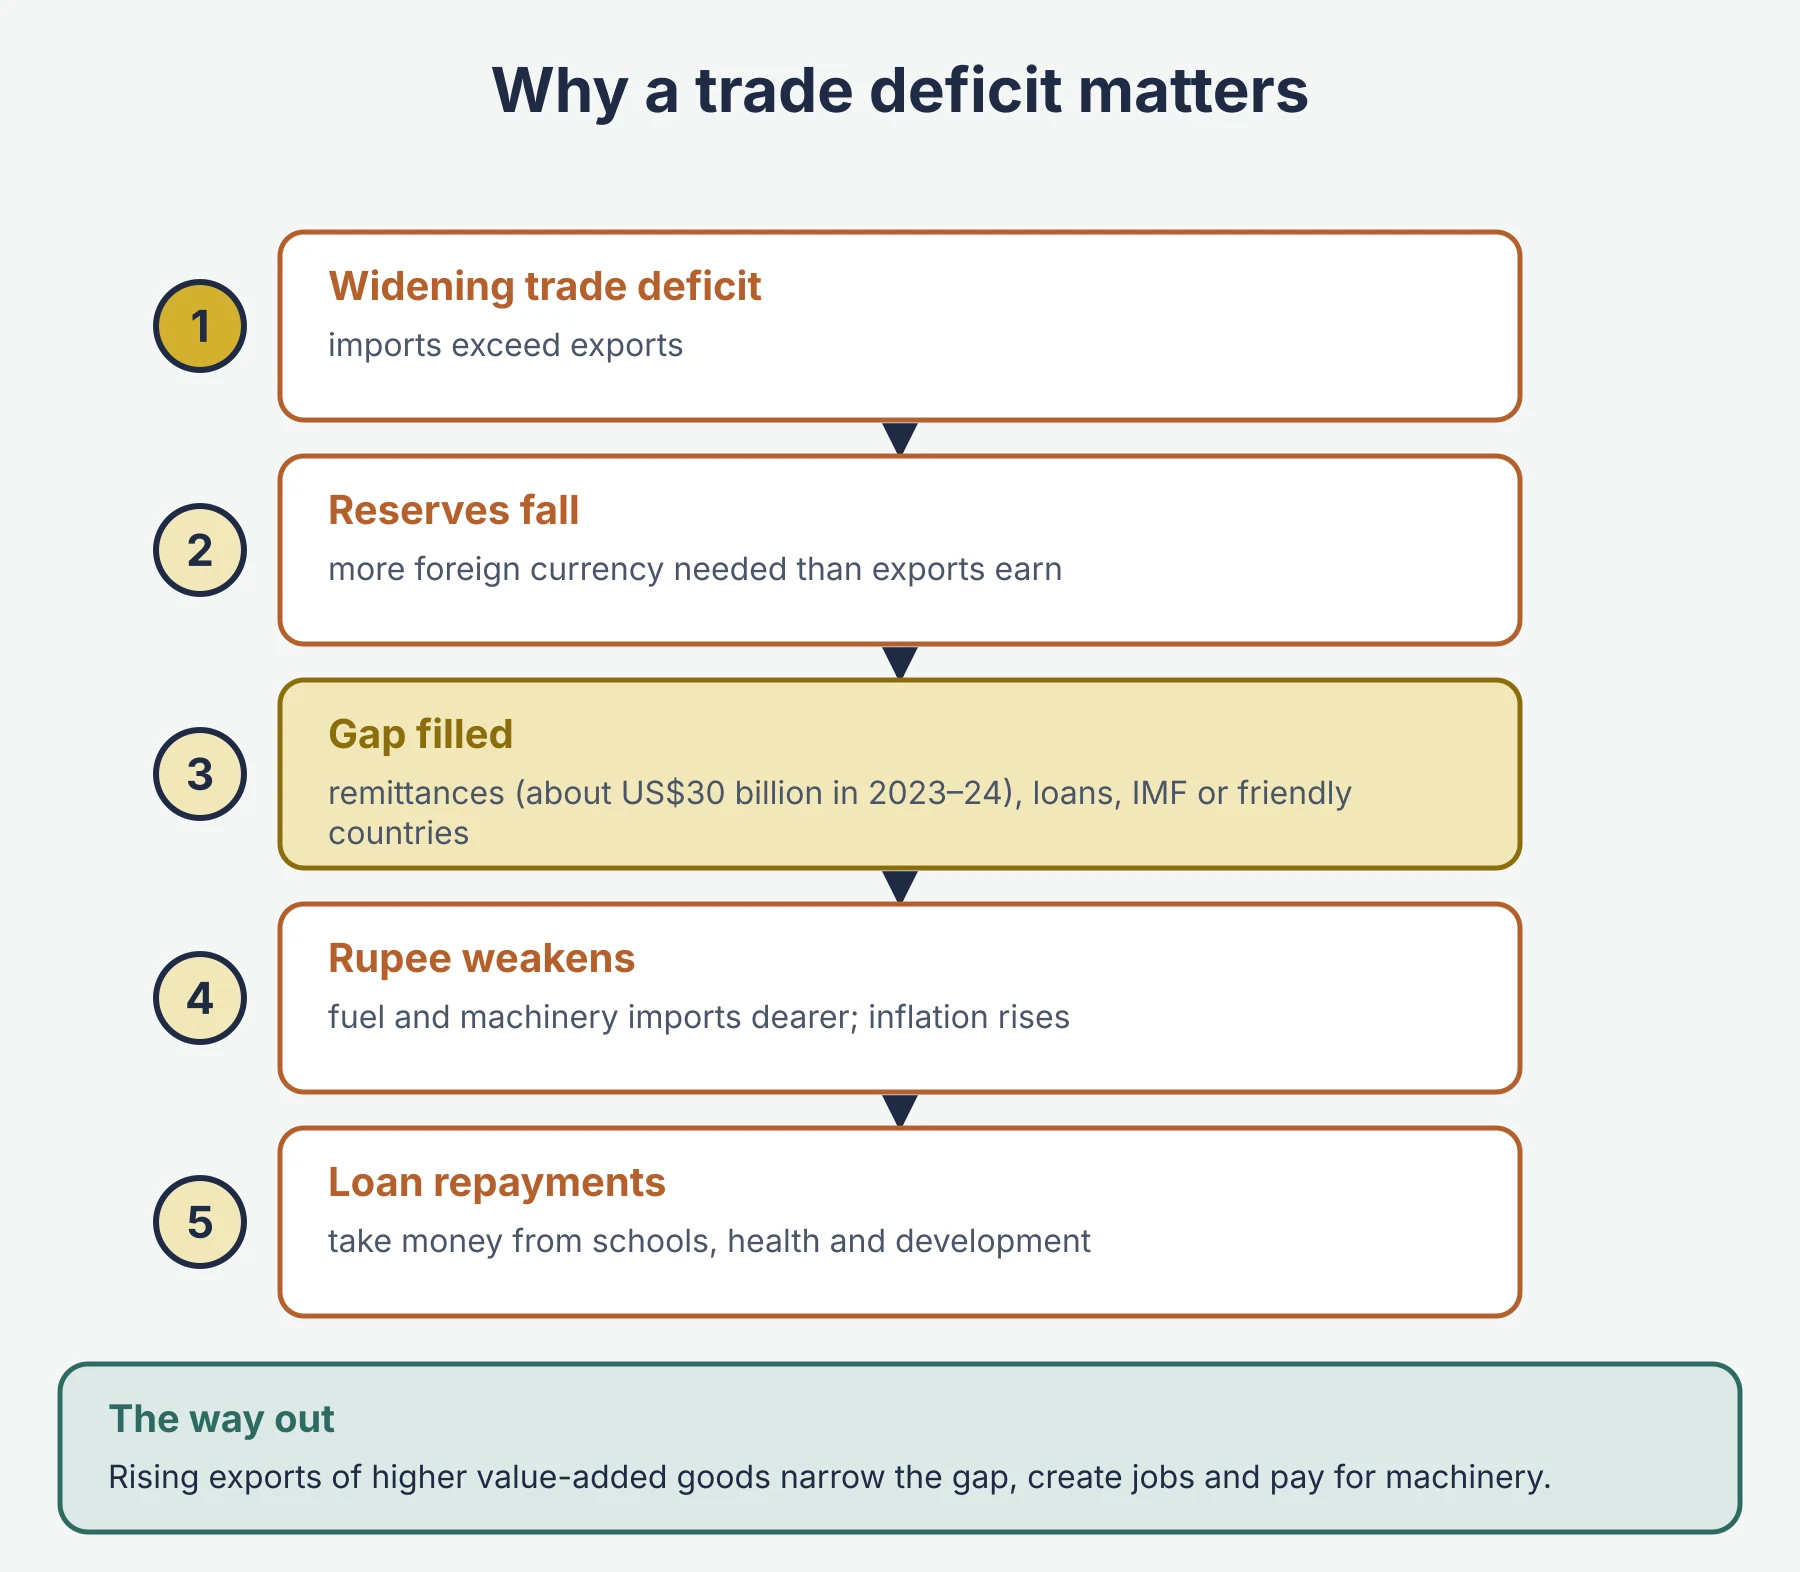 Why a trade deficit matters
1
Widening trade deficit
imports exceed exports
2
Reserves fall
more foreign currency needed than exports earn
3
Gap filled
remittances (about US$30 billion in 2023–24), loans, IMF or friendly
countries
4
Rupee weakens
fuel and machinery imports dearer; inflation rises
5
Loan repayments
take money from schools, health and development
The way out
Rising exports of higher value-added goods narrow the gap, create jobs and pay for machinery.